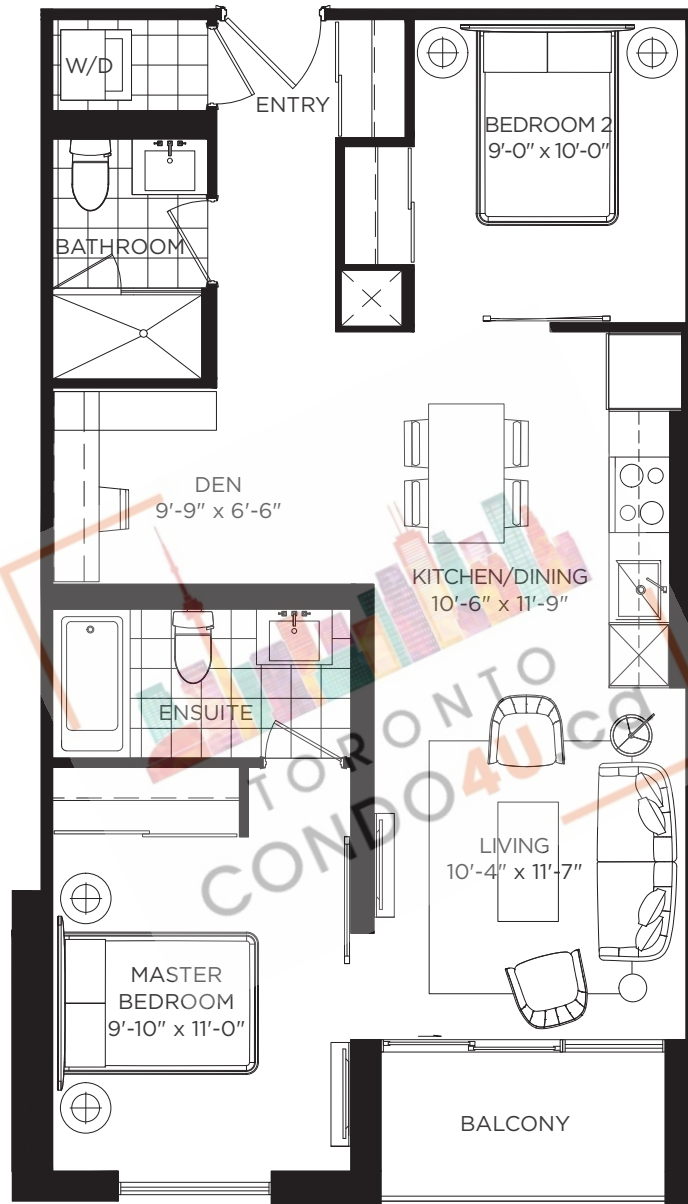 W/D
ENTRY
BEDROOM 2
9'-0" x 10'-0"
BATHROOM
DEN
9'-9" x 6'-6"
KITCHEN/DINING
10'-6" x 11'-9"
ENSUITE
TORONTO
CONDO4U.ca
LIVING
10'-4" x 11'-7"
MASTER
BEDROOM
9'-10" x 11'-0"
BALCONY